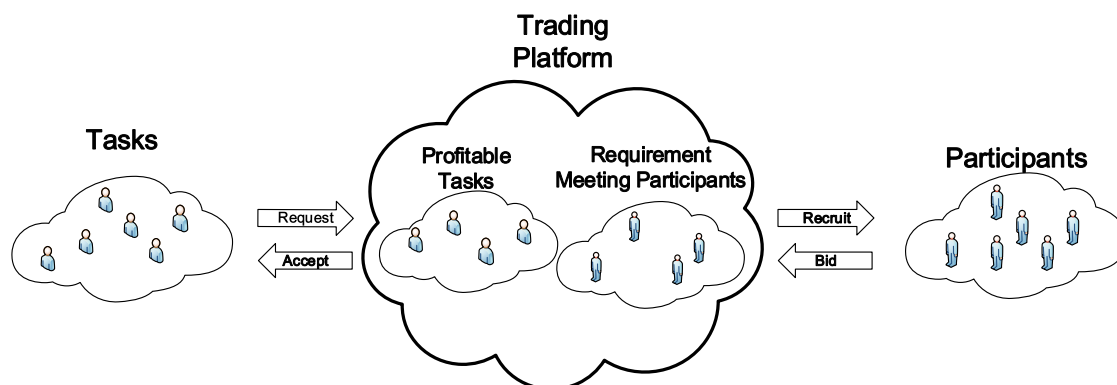 Trading
Platform
Tasks
Profitable
Tasks
Requirement
Meeting Participants
Participants
Request
Accept
Recruit
Bid